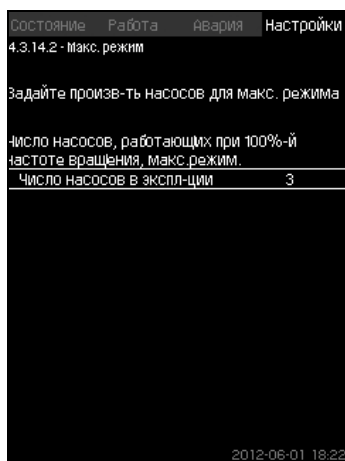 Состояние Работа Авария Настройки
4.3.14.2 - Макс. режим
Задайте произв-ть насосов для макс. режима
Число насосов, работающих при 100%-й
частоте вращения, макс.режим.
Число насосов в экспл-ции 3
2012-06-01 18:22